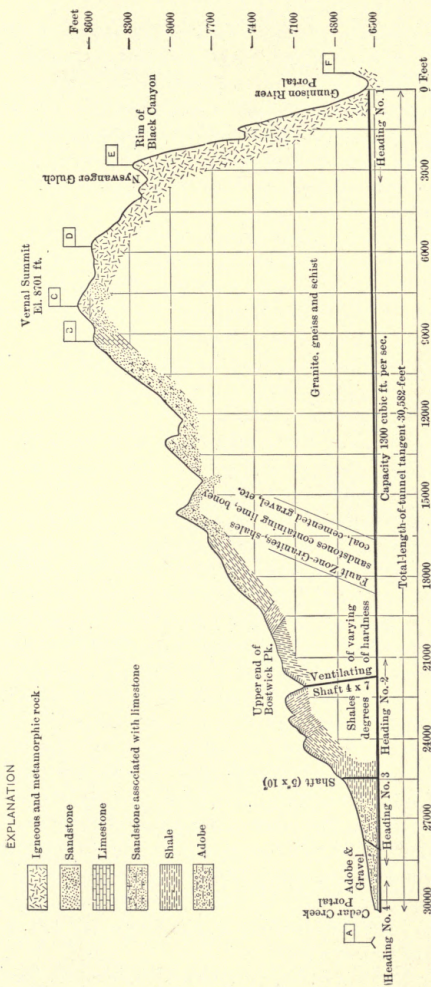 EXPLANATION
Igneous and metamorphic rock
Sandstone
Limestone
Sandstone associated with limestone
Shale
Adobe
Feet
8600
8300
8000
7700
7400
7100
6800
6500
Vernal Summit
El. 8701 ft.
C
D
Nyswanger Gulch
E
Rim of
Black Canyon
F
Gunnison River
Portal
Upper end of
Bostwick Pk.
Fault Zone-Granites, shales
sandstones containing lime, boney
coal, cemented gravel, etc.
Granite, gneiss and schist
Ventilating
Shaft 4 x
Shales of varying
degrees of hardness
Shaft (5' x 10')
Adobe &
Gravel
Cedar Creek
Portal
A
Heading No. 4
Heading No. 3
Heading No. 2
Heading No. 1
Capacity 1300 cubic ft. per sec.
Total length of tunnel tangent 30,582 feet
30000
27000
24000
21000
18000
15000
12000
9000
6000
3000
0 Feet